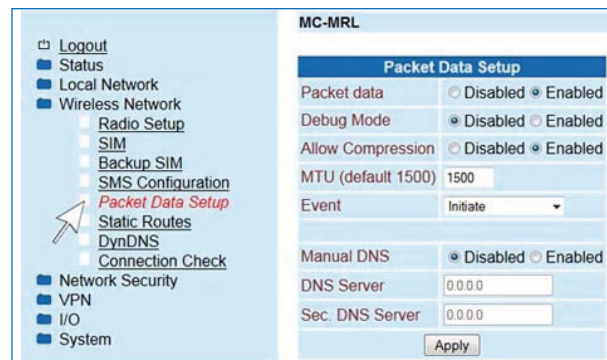 MC-MRL
Logout
Status
Local Network
Wireless Network
Radio Setup
SIM
Backup SIM
SMS Configuration
Packet Data Setup
Static Routes
DynDNS
Connection Check
Network Security
VPN
I/O
System
Packet Data Setup
Packet data Disabled Enabled
Debug Mode Disabled Enabled
Allow Compression Disabled Enabled
MTU (default 1500) 1500
Event Initiate
Manual DNS Disabled Enabled
DNS Server 0.0.0.0
Sec. DNS Server 0.0.0.0
Apply